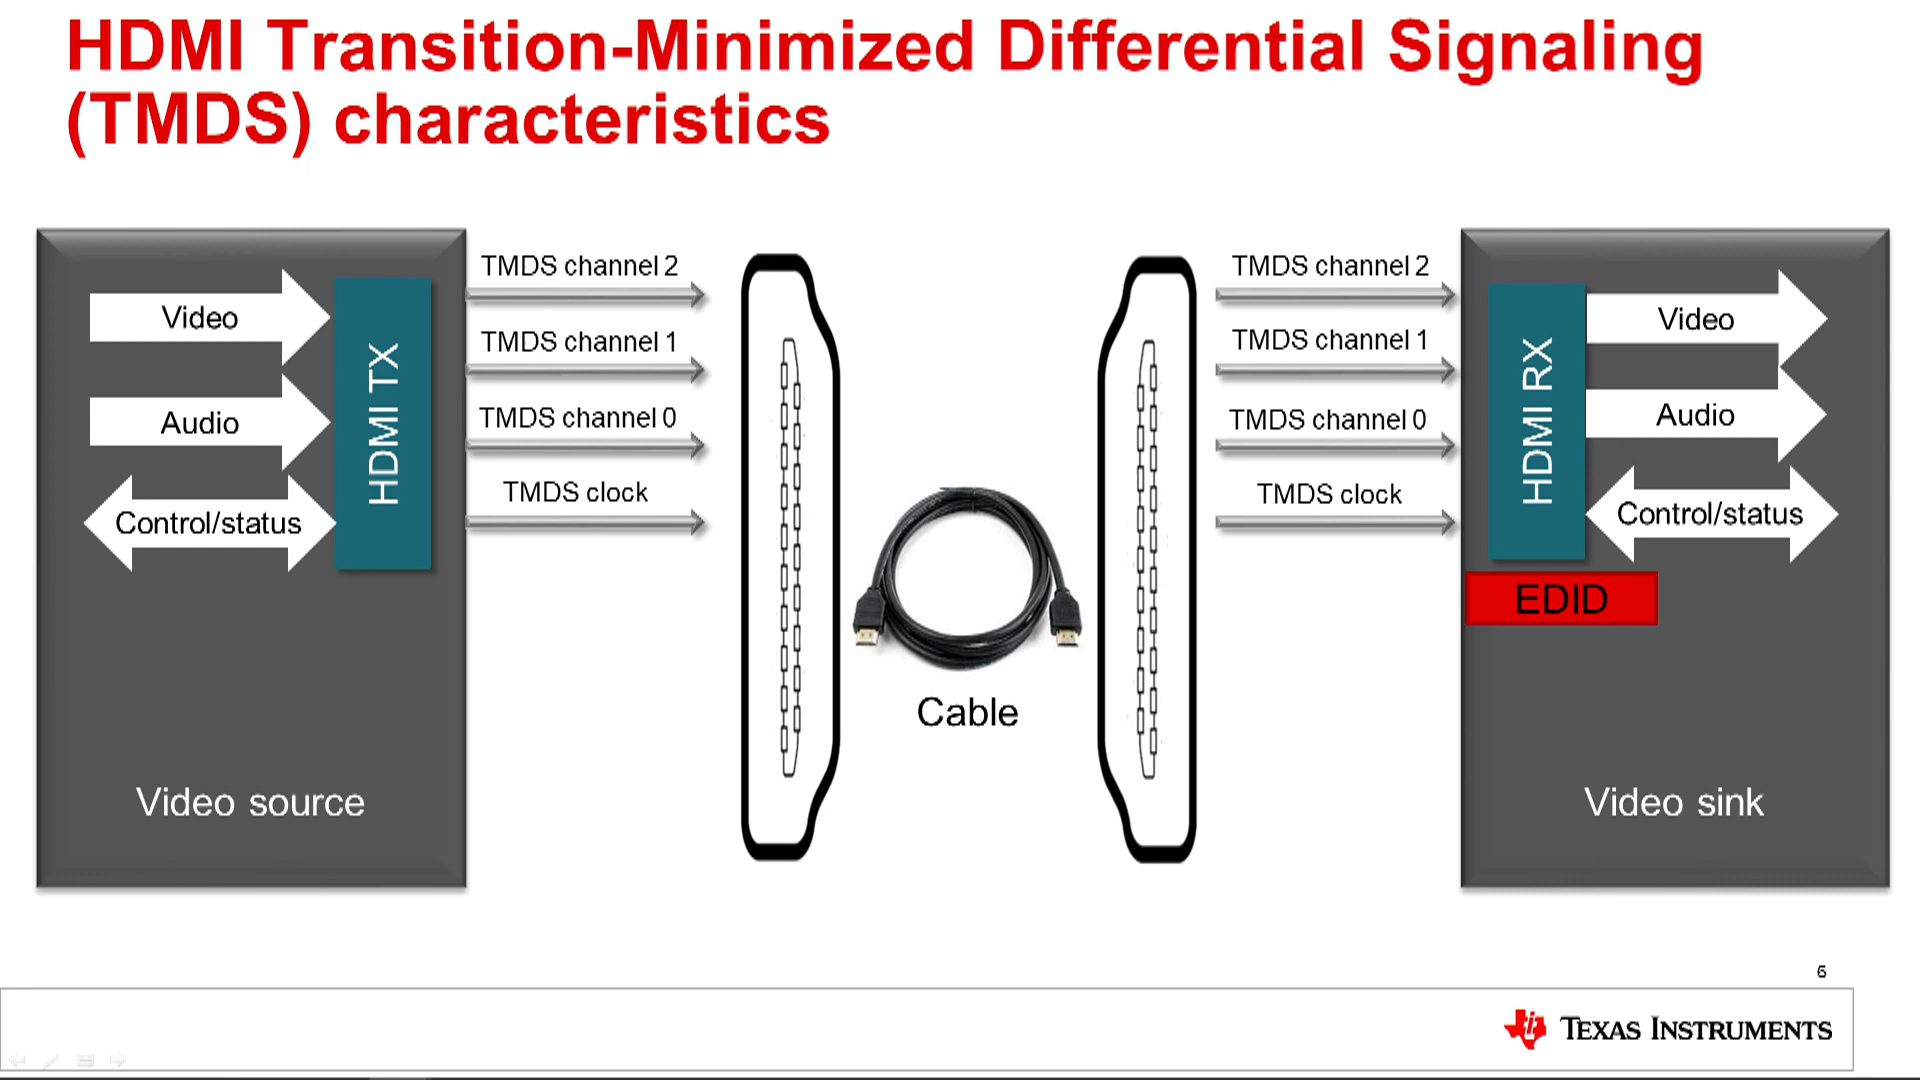 HDMI Transition-Minimized Differential Signaling
(TMDS) characteristics
Video
Audio
Control/status
HDMI TX
Video source
TMDS channel 2
TMDS channel 1
TMDS channel 0
TMDS clock
Cable
TMDS channel 2
TMDS channel 1
TMDS channel 0
TMDS clock
HDMI RX
Video
Audio
Control/status
EDID
Video sink
6
TEXAS INSTRUMENTS